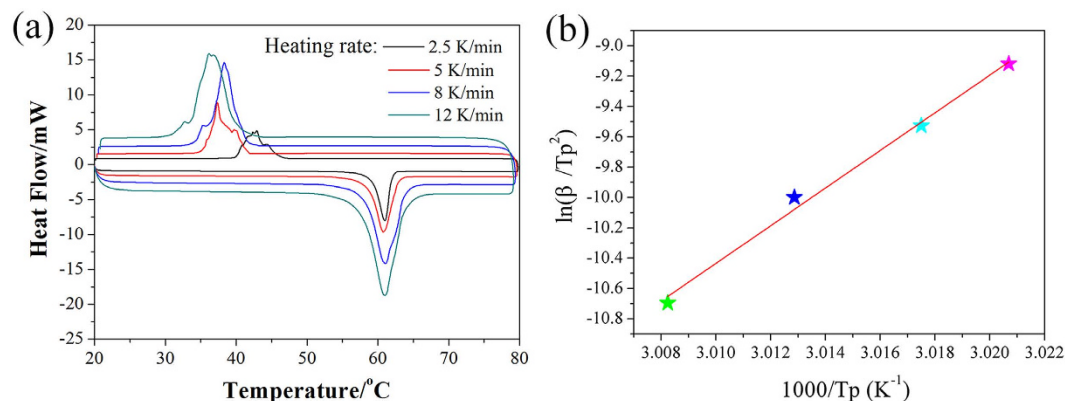 (a)
Heating rate:
2.5 K/min
5 K/min
8 K/min
12 K/min
Heat Flow/mW
20
15
10
5
0
-5
-10
-15
-20
-25
20 30 40 50 60 70 80
Temperature/°C
(b)
ln(β /Tp²)
-9.0
-9.2
-9.4
-9.6
-9.8
-10.0
-10.2
-10.4
-10.6
-10.8
3.008 3.010 3.012 3.014 3.016 3.018 3.020 3.022
1000/Tp (K⁻¹)